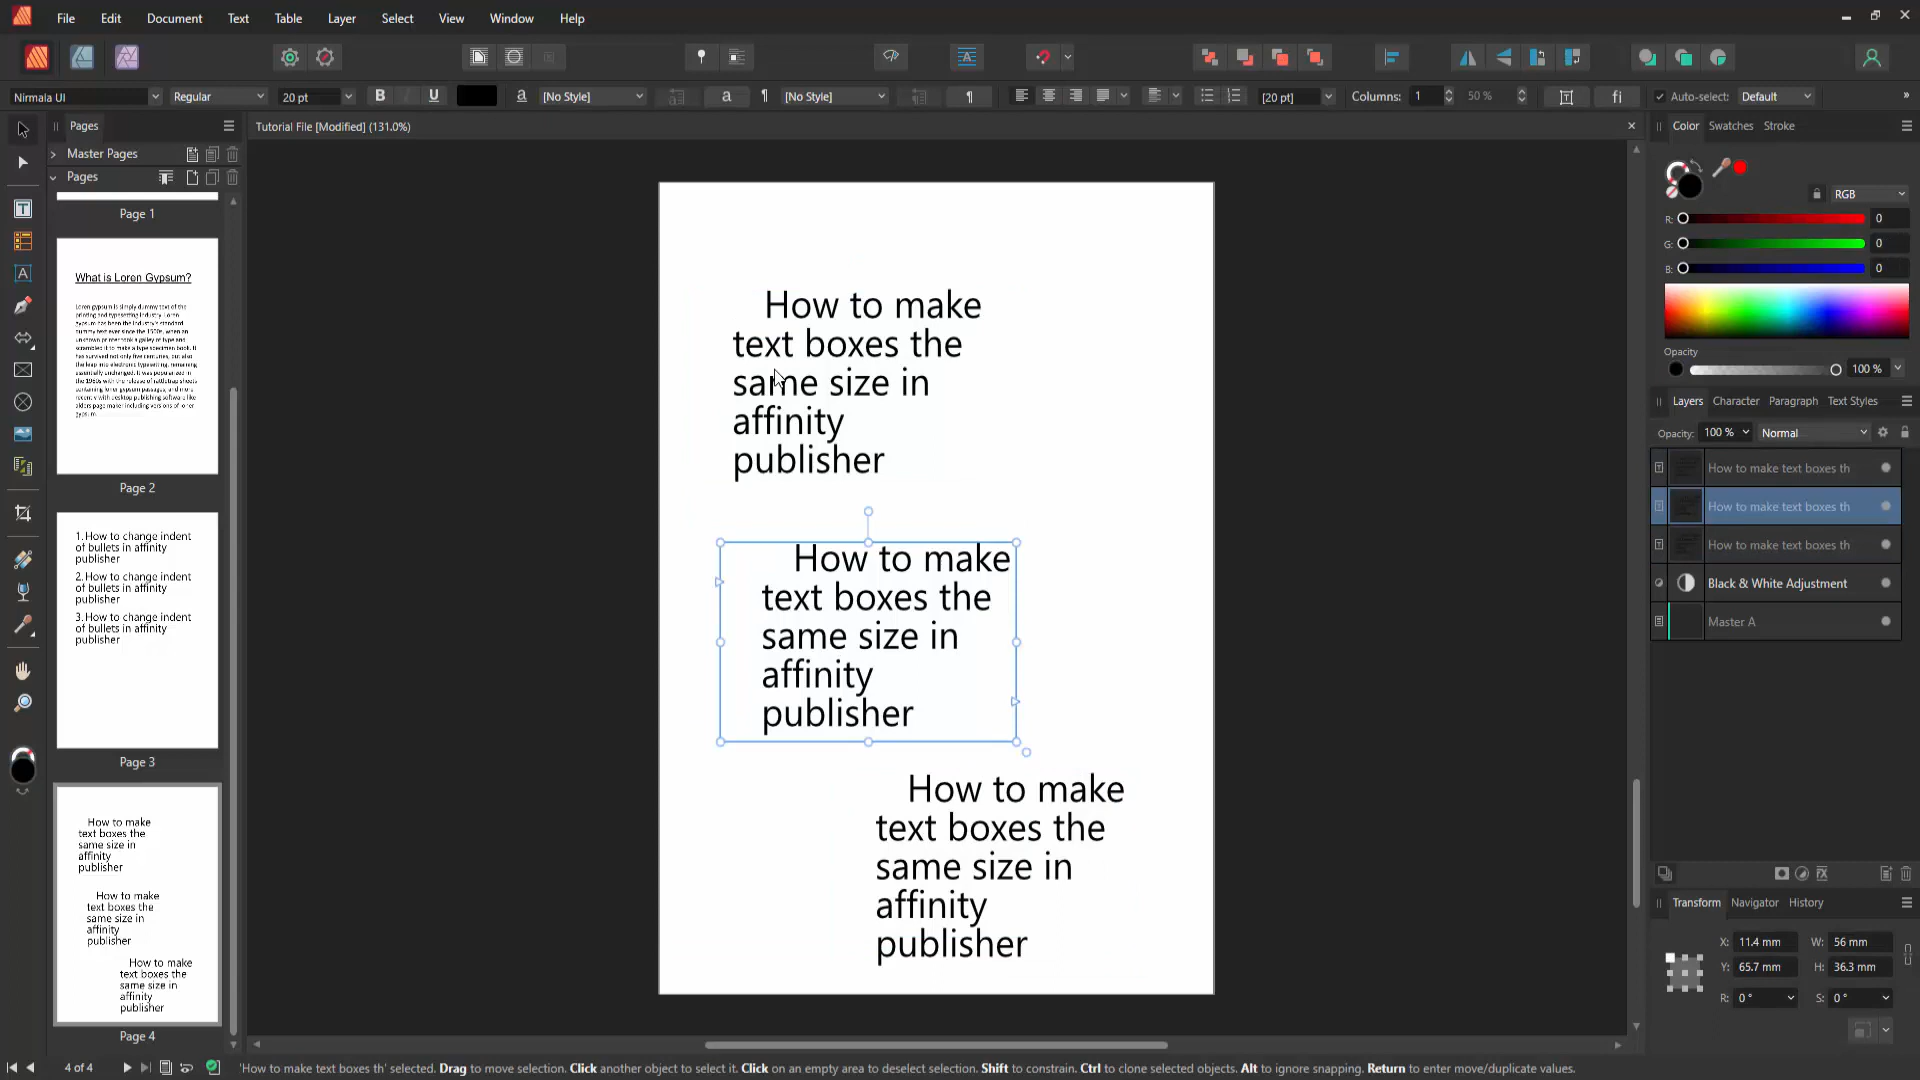 File Edit Document Text Table Layer Select View Window Help
Nirmala UI Regular 20 pt B U a [No Style] a ¶ [No Style] ¶ [20 pt] Columns: 1 50 % fi Auto-select: Default »
Pages
Tutorial File [Modified] (131.0%)
Master Pages
Pages
Page 1
What is Loren Gypsum?
Page 2
1. How to change indent
of bullets in affinity
publisher
2. How to change indent
of bullets in affinity
publisher
3. How to change indent
of bullets in affinity
publisher
Page 3
How to make
text boxes the
same size in
affinity
publisher
How to make
text boxes the
same size in
affinity
publisher
How to make
text boxes the
same size in
affinity
publisher
Page 4
How to make
text boxes the
same size in
affinity
publisher
How to make
text boxes the
same size in
affinity
publisher
How to make
text boxes the
same size in
affinity
publisher
Color Swatches Stroke
RGB
R: 0
G: 0
B: 0
Opacity
100 %
Layers Character Paragraph Text Styles
Opacity: 100 % Normal
How to make text boxes th
How to make text boxes th
How to make text boxes th
Black & White Adjustment
Master A
Transform Navigator History
X: 11.4 mm W: 56 mm
Y: 65.7 mm H: 36.3 mm
R: 0 ° S: 0 °
4 of 4
'How to make text boxes th' selected. Drag to move selection. Click another object to select it. Click on an empty area to deselect selection. Shift to constrain. Ctrl to clone selected objects. Alt to ignore snapping. Return to enter move/duplicate values.